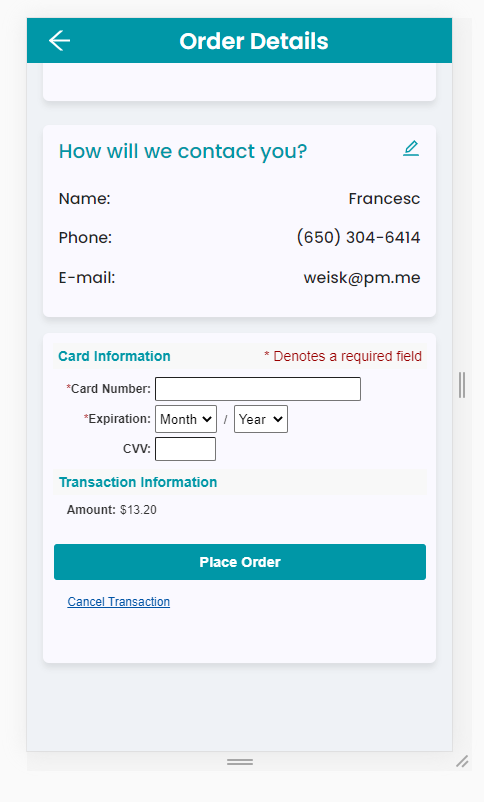 Order Details
How will we contact you?
Name: Francesc
Phone: (650) 304-6414
E-mail: weisk@pm.me
Card Information * Denotes a required field
*Card Number:
*Expiration: Month / Year
CVV:
Transaction Information
Amount: $13.20
Place Order
Cancel Transaction